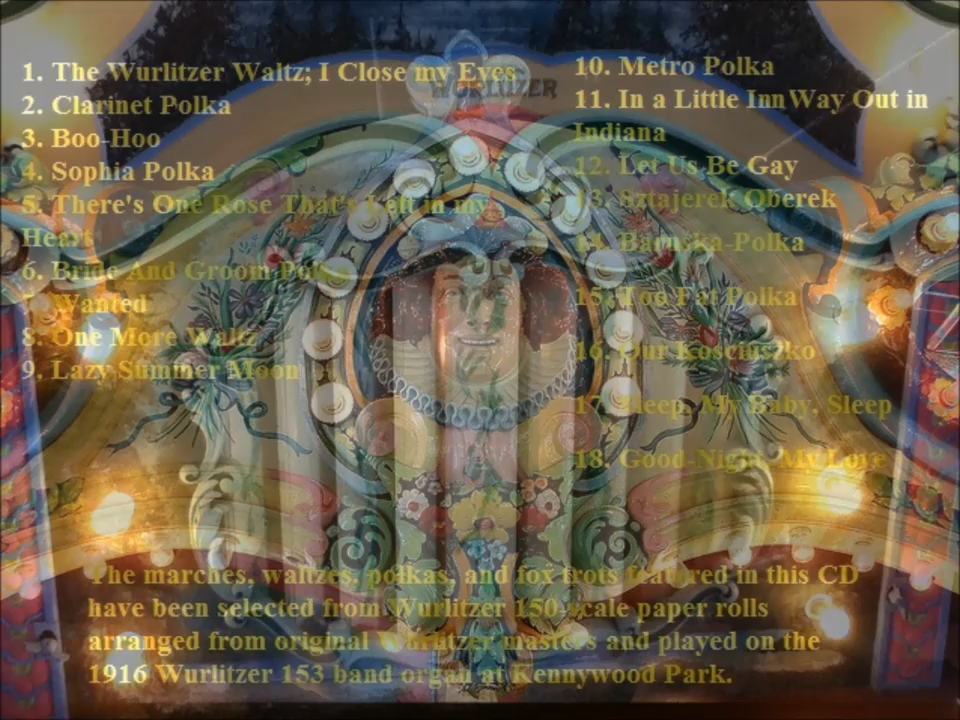 1. The Wurlitzer Waltz; I Close my Eyes
2. Clarinet Polka
3. Boo-Hoo
4. Sophia Polka
5. There's One Rose That's Left in my
Heart
6. Bride And Groom Polka
7. Wanted
8. One More Waltz
9. Lazy Summer Moon
WURLITZER
10. Metro Polka
11. In a Little Inn Way Out in
Indiana
12. Let Us Be Gay
13. Sztajerek Oberek
14. Polka
15. Too Fat Polka
16. Our Kosciuszko
17. Sleep, My Baby, Sleep
18. Good-Night, My Love
The marches, waltzes, polkas, and fox trots featured in this CD
have been selected from Wurlitzer 150 scale paper rolls
arranged from original Wurlitzer masters and played on the
1916 Wurlitzer 153 band organ at Kennywood Park.